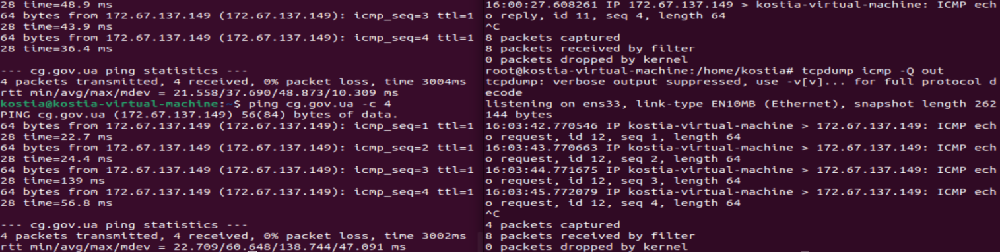 28 time=48.9 ms
64 bytes from 172.67.137.149 (172.67.137.149): icmp_seq=3 ttl=1
28 time=43.9 ms
64 bytes from 172.67.137.149 (172.67.137.149): icmp_seq=4 ttl=1
28 time=36.4 ms

--- cg.gov.ua ping statistics ---
4 packets transmitted, 4 received, 0% packet loss, time 3004ms
rtt min/avg/max/mdev = 21.558/37.690/48.873/10.309 ms
kostia@kostia-virtual-machine:~$ ping cg.gov.ua -c 4
PING cg.gov.ua (172.67.137.149) 56(84) bytes of data.
64 bytes from 172.67.137.149 (172.67.137.149): icmp_seq=1 ttl=1
28 time=22.7 ms
64 bytes from 172.67.137.149 (172.67.137.149): icmp_seq=2 ttl=1
28 time=24.4 ms
64 bytes from 172.67.137.149 (172.67.137.149): icmp_seq=3 ttl=1
28 time=139 ms
64 bytes from 172.67.137.149 (172.67.137.149): icmp_seq=4 ttl=1
28 time=56.8 ms

--- cg.gov.ua ping statistics ---
4 packets transmitted, 4 received, 0% packet loss, time 3002ms
rtt min/avg/max/mdev = 22.709/60.648/138.744/47.091 ms
16:00:27.608261 IP 172.67.137.149 > kostia-virtual-machine: ICMP ech
o reply, id 11, seq 4, length 64
^C
8 packets captured
8 packets received by filter
0 packets dropped by kernel
root@kostia-virtual-machine:/home/kostia# tcpdump icmp -Q out
tcpdump: verbose output suppressed, use -v[v]... for full protocol d
ecode
listening on ens33, link-type EN10MB (Ethernet), snapshot length 262
144 bytes
16:03:42.770546 IP kostia-virtual-machine > 172.67.137.149: ICMP ech
o request, id 12, seq 1, length 64
16:03:43.770663 IP kostia-virtual-machine > 172.67.137.149: ICMP ech
o request, id 12, seq 2, length 64
16:03:44.771675 IP kostia-virtual-machine > 172.67.137.149: ICMP ech
o request, id 12, seq 3, length 64
16:03:45.772079 IP kostia-virtual-machine > 172.67.137.149: ICMP ech
o request, id 12, seq 4, length 64
^C
4 packets captured
8 packets received by filter
0 packets dropped by kernel